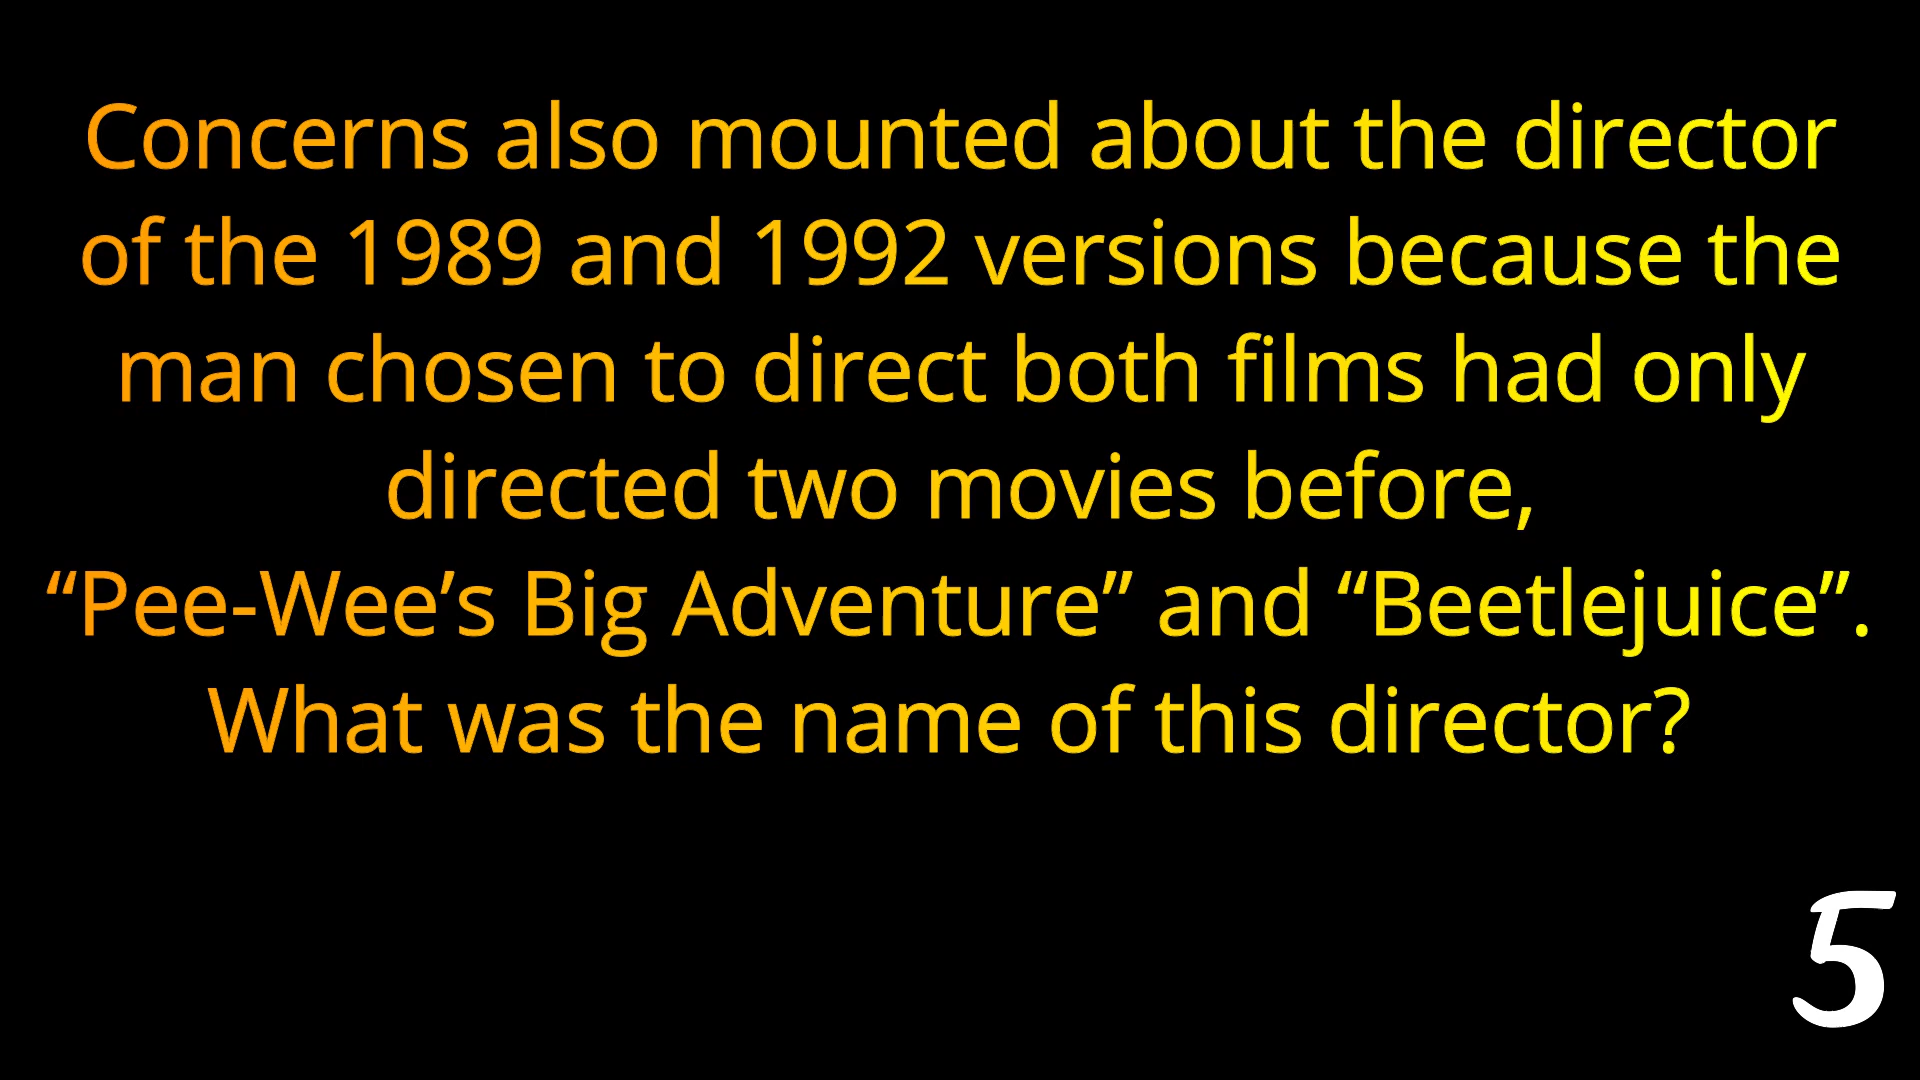 Concerns also mounted about the director
of the 1989 and 1992 versions because the
man chosen to direct both films had only
directed two movies before,
“Pee-Wee’s Big Adventure” and “Beetlejuice”.
What was the name of this director?
5